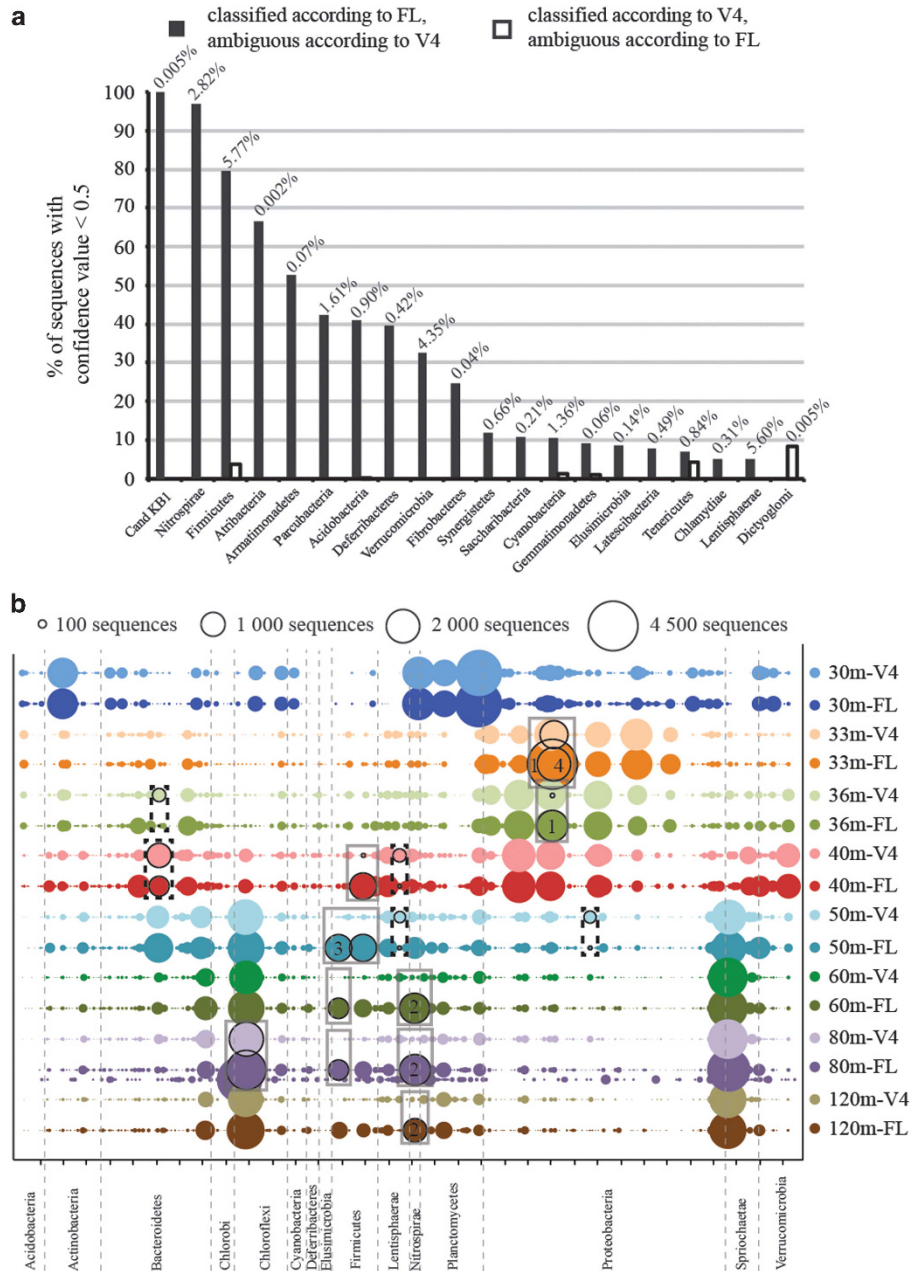 a
classified according to FL,
ambiguous according to V4
classified according to V4,
ambiguous according to FL
% of sequences with
confidence value < 0.5
100
90
80
70
60
50
40
30
20
10
0
0.005%
2.82%
5.77%
0.002%
0.07%
1.61%
0.90%
0.42%
4.35%
0.04%
0.66%
0.21%
1.36%
0.06%
0.14%
0.49%
0.84%
0.31%
5.60%
0.005%
Cand KB1
Nitrospirae
Firmicutes
Atribacteria
Armatimonadetes
Parcubacteria
Acidobacteria
Deferribacteres
Verrucomicrobia
Fibrobacteres
Synergistetes
Saccharibacteria
Cyanobacteria
Gemmatimonadetes
Elusimicrobia
Latescibacteria
Tenericutes
Chlamydiae
Lentisphaerae
Dictyoglomi
b
100 sequences
1 000 sequences
2 000 sequences
4 500 sequences
30m-V4
30m-FL
33m-V4
1 4
33m-FL
36m-V4
1
36m-FL
40m-V4
40m-FL
50m-V4
3
50m-FL
60m-V4
2
60m-FL
80m-V4
2
80m-FL
120m-V4
2
120m-FL
Acidobacteria
Actinobacteria
Bacteroidetes
Chlorobi
Chloroflexi
Cyanobacteria
Deferribacteres
Elusimicrobia
Firmicutes
Lentisphaerae
Nitrospirae
Planctomycetes
Proteobacteria
Spriochaetae
Verrucomicrobia